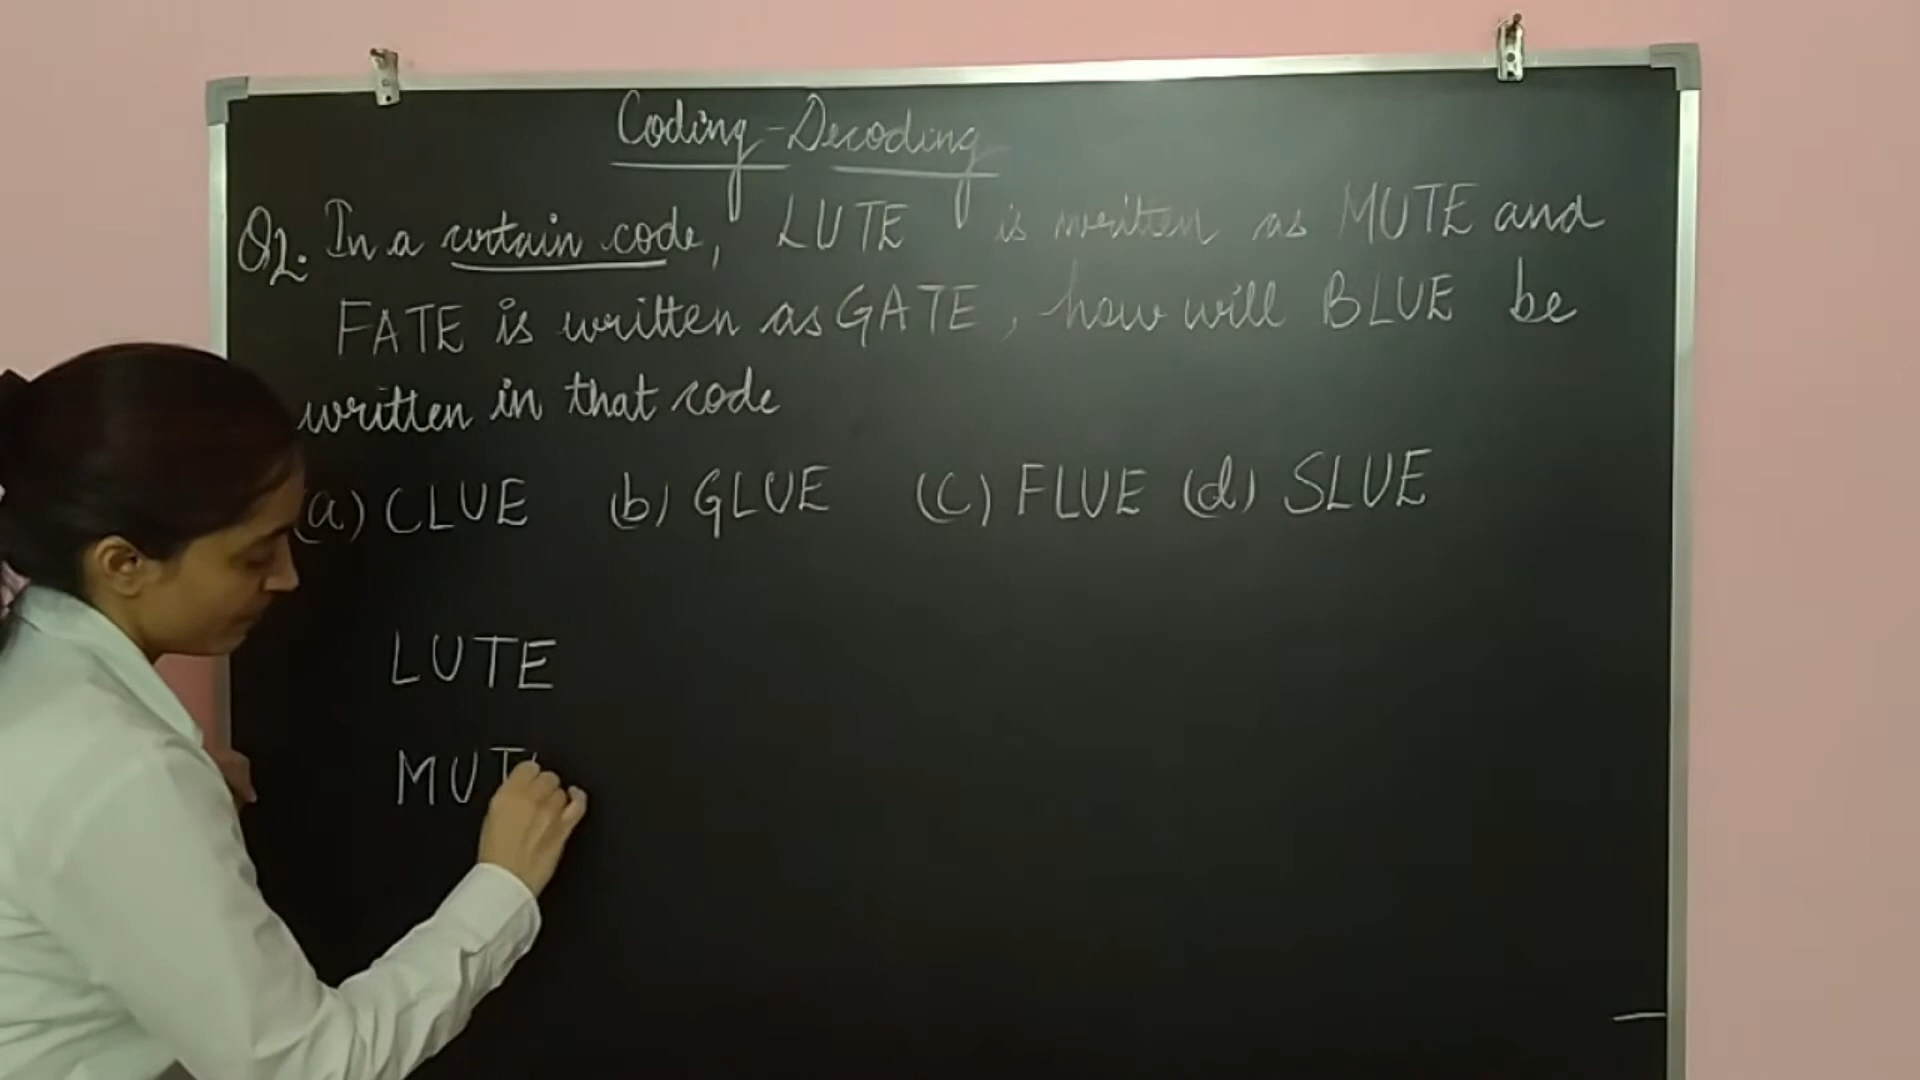 Coding-Decoding
Q2. In a certain code, LUTE is written as MUTE and
FATE is written as GATE, how will BLUE be
written in that code
(a) CLUE (b) GLUE (c) FLUE (d) SLUE
LUTE
MUT